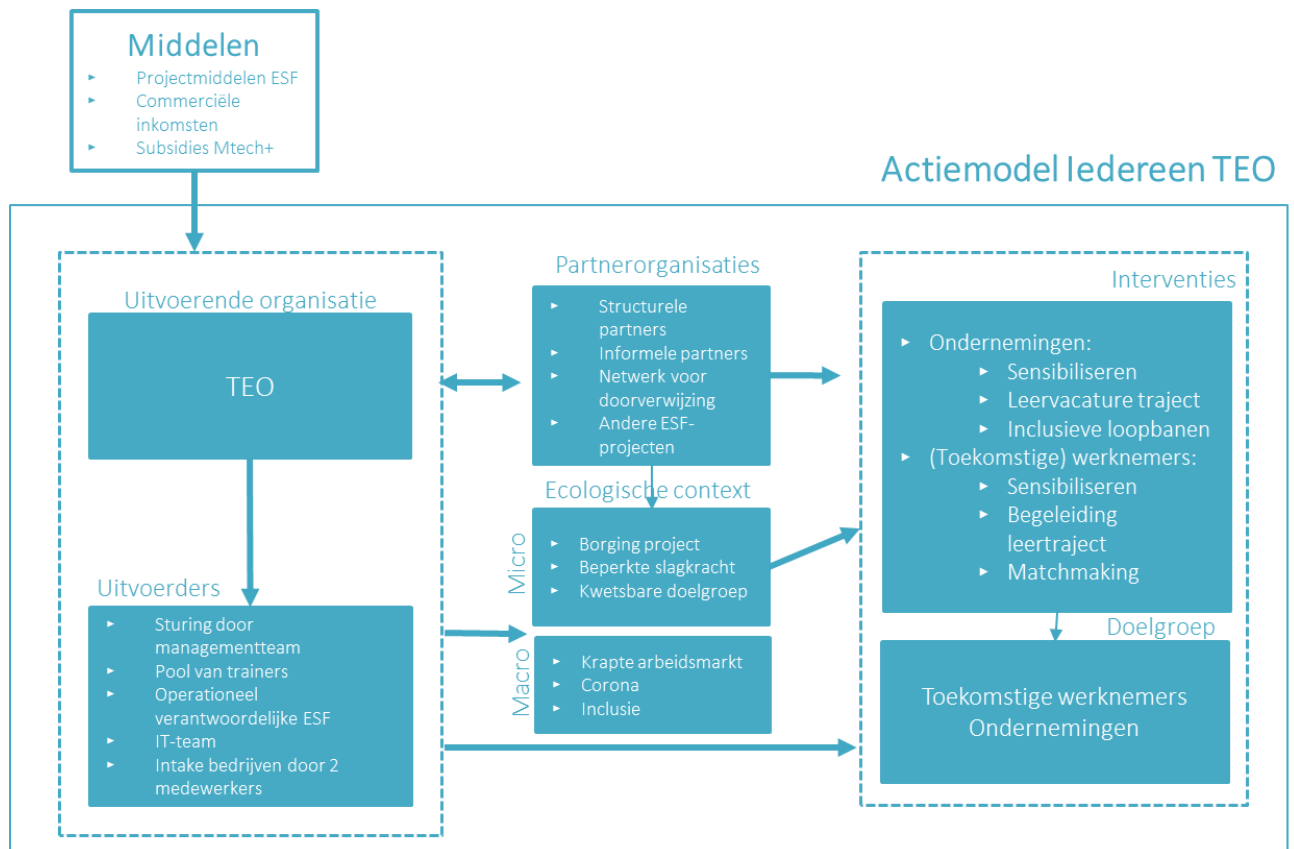 Middelen
► Projectmiddelen ESF
► Commerciële
inkomsten
► Subsidies Mtech+
Actiemodel Iedereen TEO
Uitvoerende organisatie
TEO
Uitvoerders
► Sturing door
managementteam
► Pool van trainers
► Operationeel
verantwoordelijke ESF
► IT-team
► Intake bedrijven door 2
medewerkers
Partnerorganisaties
► Structurele
partners
► Informele partners
► Netwerk voor
doorverwijzing
► Andere ESF-
projecten
Ecologische context
Micro
► Borging project
► Beperkte slagkracht
► Kwetsbare doelgroep
Macro
► Krapte arbeidsmarkt
► Corona
► Inclusie
Interventies
► Ondernemingen:
► Sensibiliseren
► Leervacature traject
► Inclusieve loopbanen
► (Toekomstige) werknemers:
► Sensibiliseren
► Begeleiding
leertraject
► Matchmaking
Doelgroep
Toekomstige werknemers
Ondernemingen